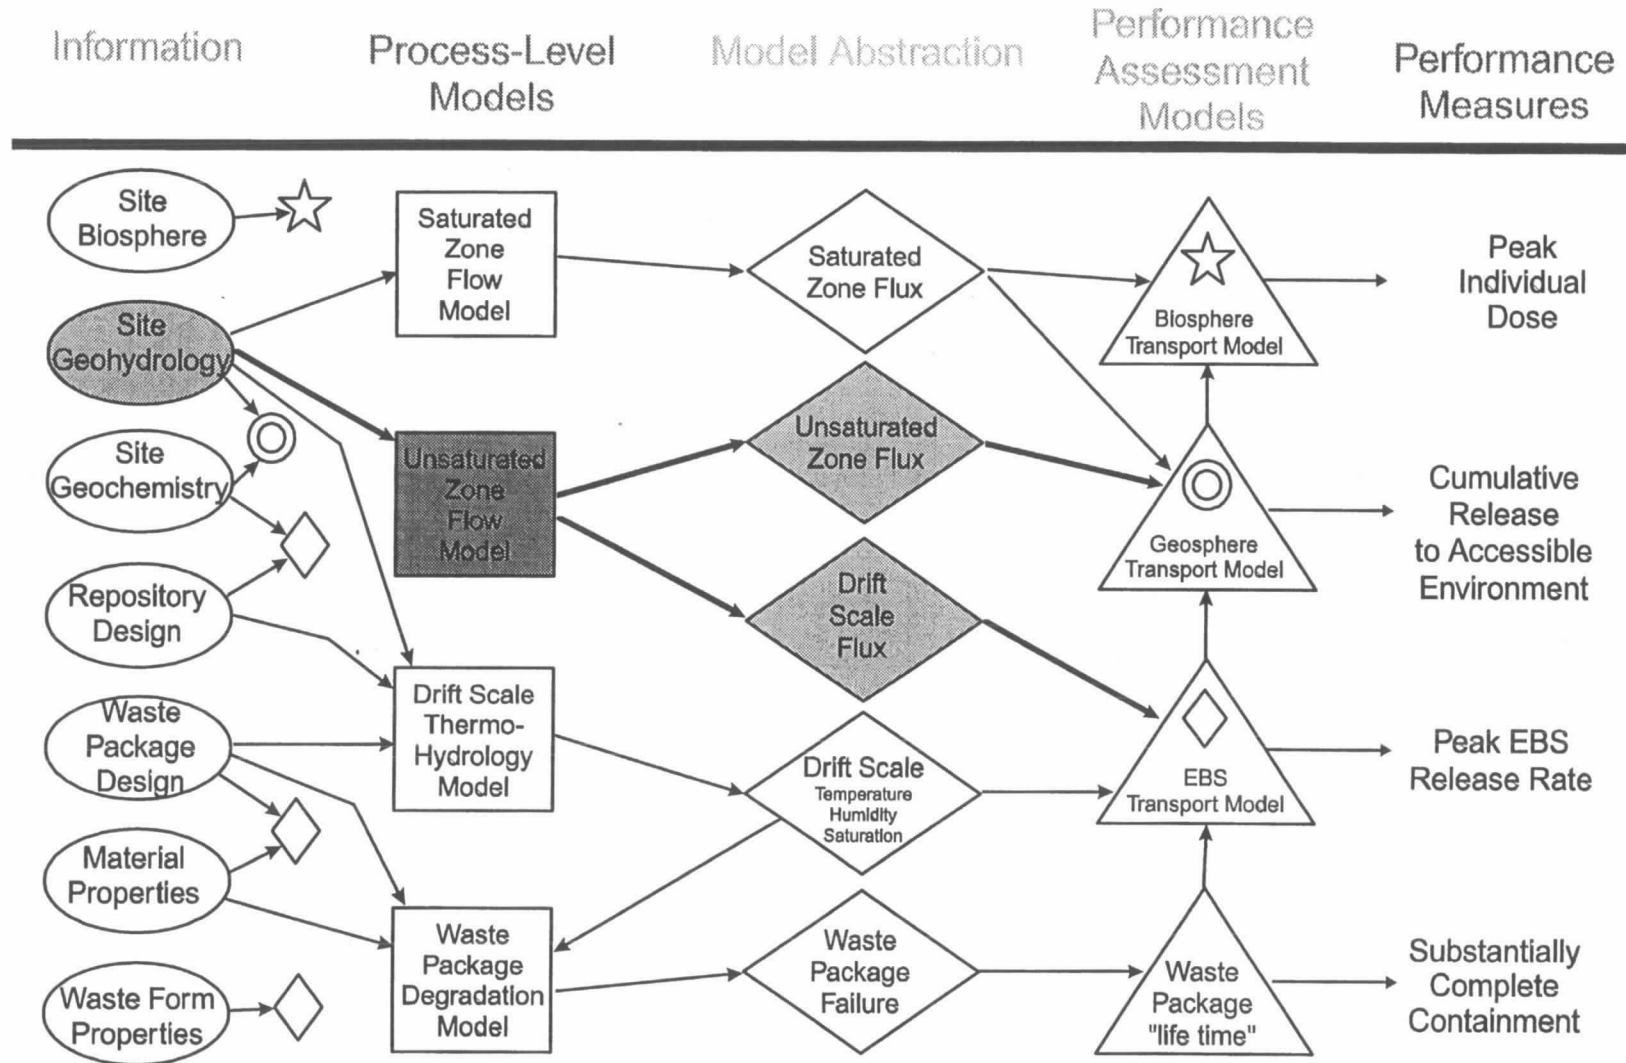 Information
Process-Level
Models
Model Abstraction
Performance
Assessment
Models
Performance
Measures
Site
Biosphere
Site
Geohydrology
Site
Geochemistry
Repository
Design
Waste
Package
Design
Material
Properties
Waste Form
Properties
Saturated
Zone
Flow
Model
Unsaturated
Zone
Flow
Model
Drift Scale
Thermo-
Hydrology
Model
Waste
Package
Degradation
Model
Saturated
Zone Flux
Unsaturated
Zone Flux
Drift
Scale
Flux
Drift Scale
Temperature
Humidity
Saturation
Waste
Package
Failure
Biosphere
Transport Model
Geosphere
Transport Model
EBS
Transport Model
Waste
Package
"life time"
Peak
Individual
Dose
Cumulative
Release
to Accessible
Environment
Peak EBS
Release Rate
Substantially
Complete
Containment